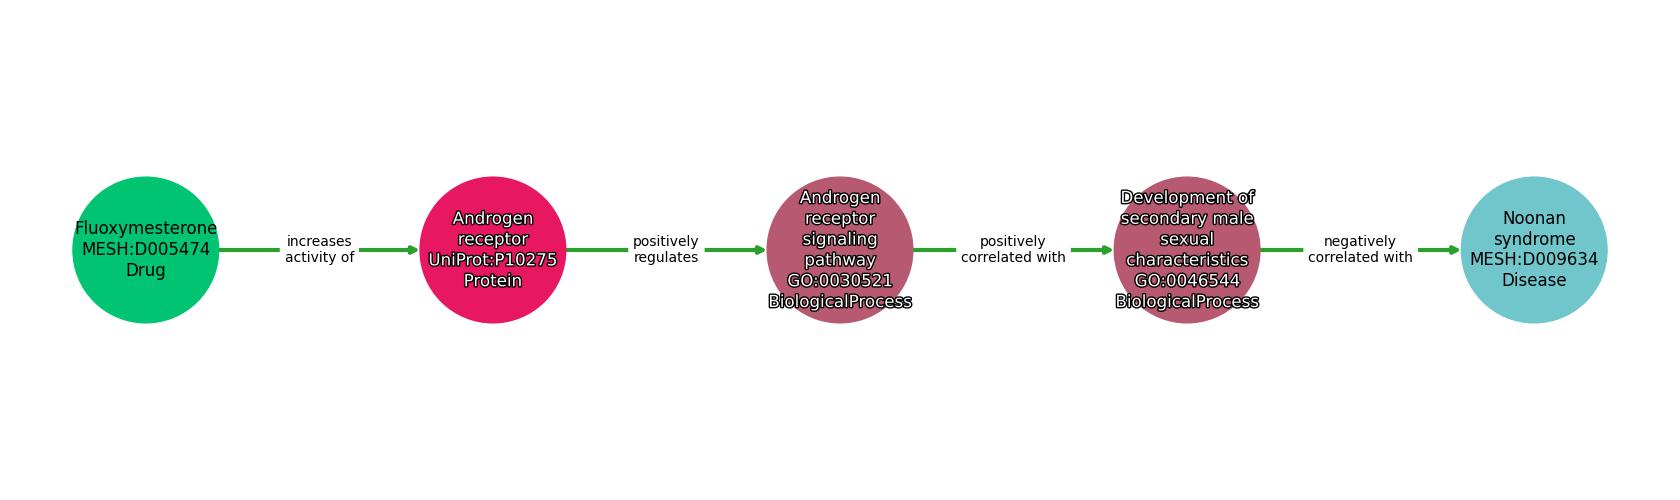 Fluoxymesterone
MESH:D005474
Drug
increases
activity of
Androgen
receptor
UniProt:P10275
Protein
positively
regulates
Androgen
receptor
signaling
pathway
GO:0030521
BiologicalProcess
positively
correlated with
Development of
secondary male
sexual
characteristics
GO:0046544
BiologicalProcess
negatively
correlated with
Noonan
syndrome
MESH:D009634
Disease